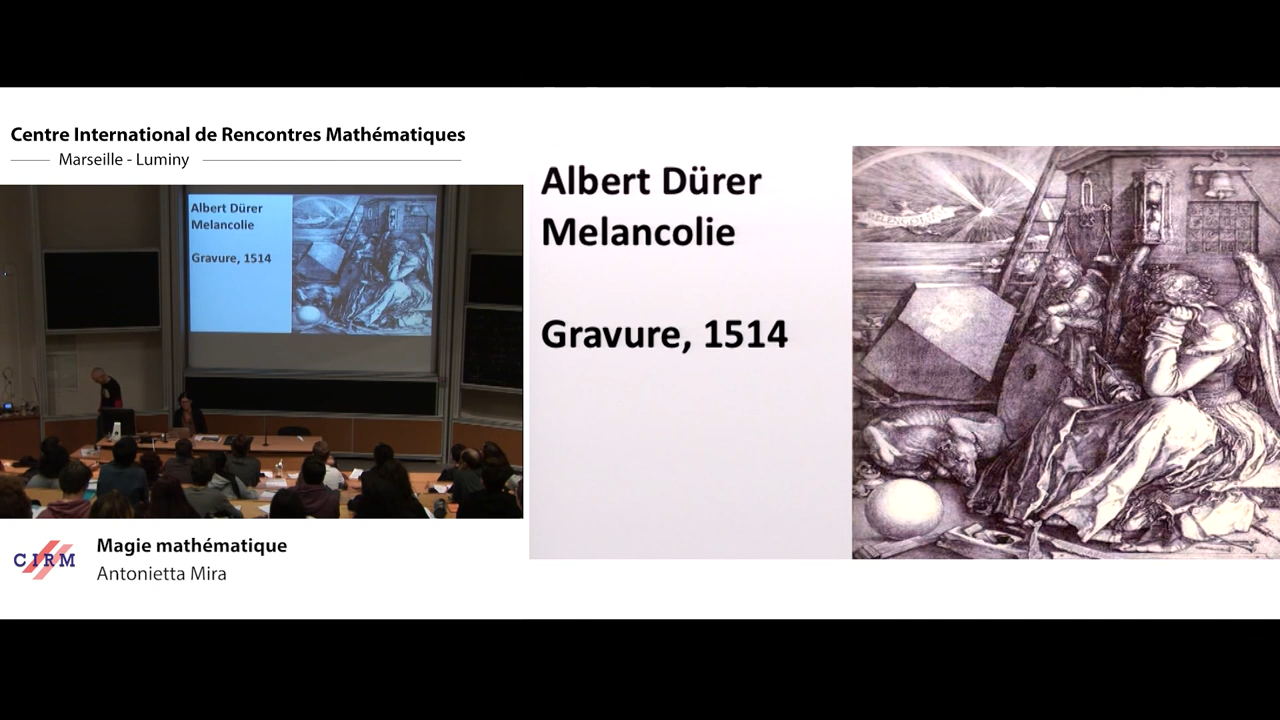 Centre International de Rencontres Mathématiques
Marseille - Luminy
Albert Dürer
Melancolie
Gravure, 1514
Albert Dürer
Melancolie
Gravure, 1514
CIRM
Magie mathématique
Antonietta Mira